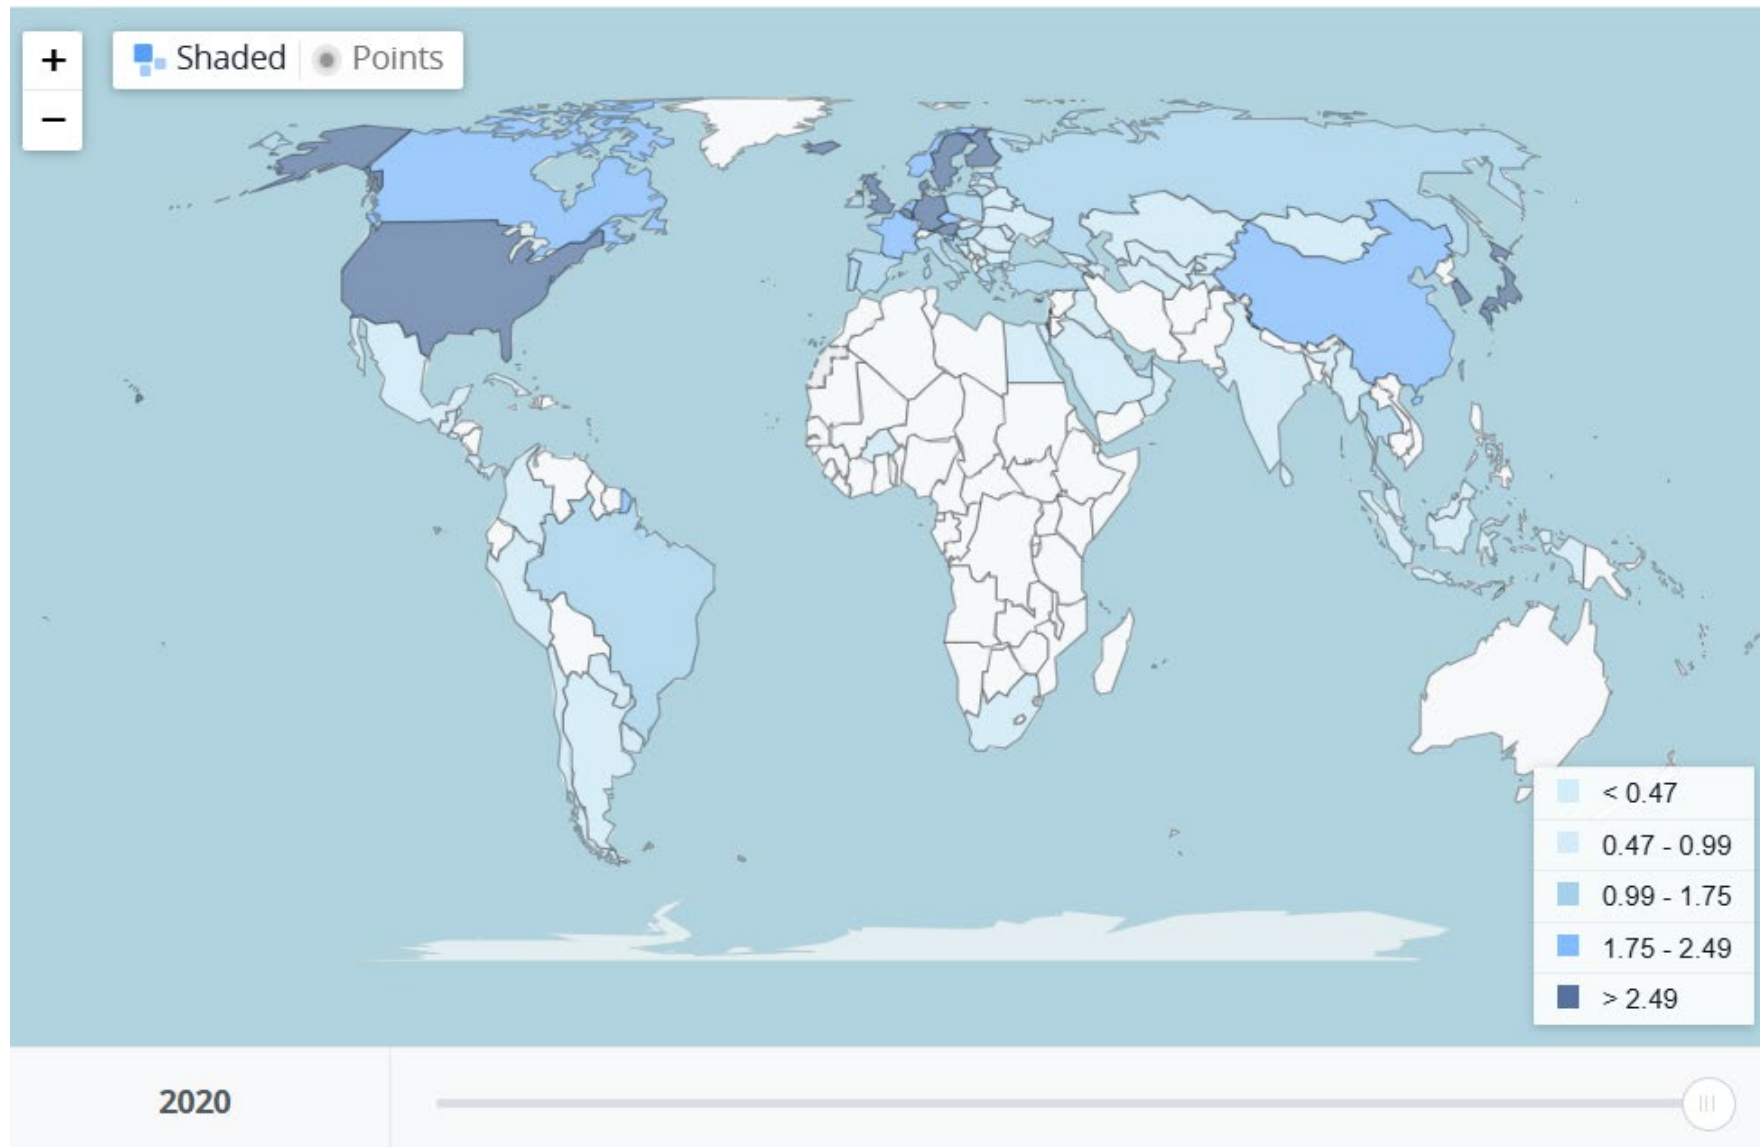 +
Shaded
Points
−
< 0.47
0.47 - 0.99
0.99 - 1.75
1.75 - 2.49
> 2.49
2020